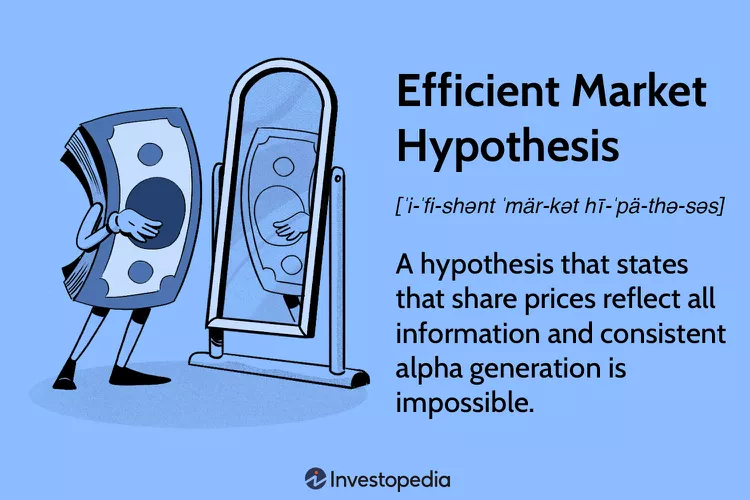 Efficient Market
Hypothesis
[ˈi-ˈfi-shənt ˈmär-kət hī-ˈpä-thə-səs]
A hypothesis that states
that share prices reflect all
information and consistent
alpha generation is
impossible.
Investopedia